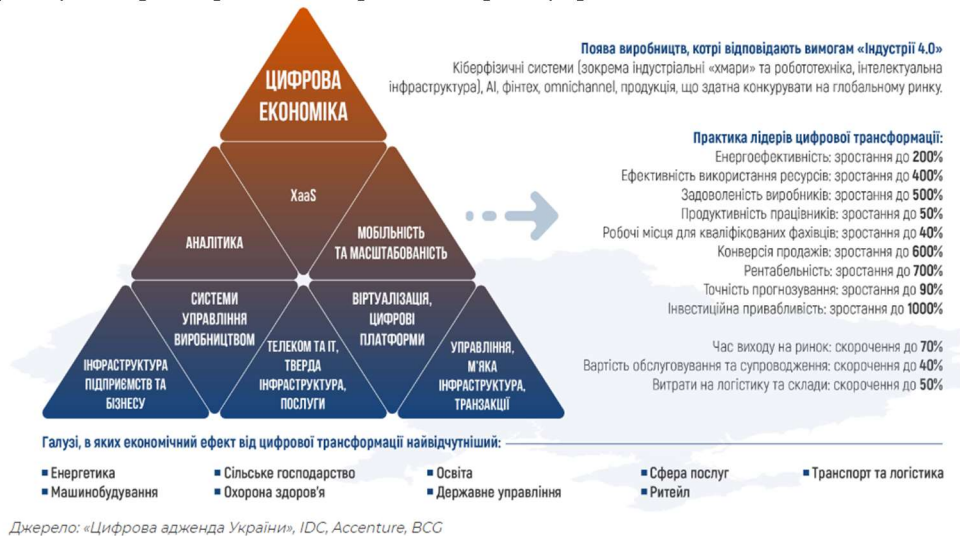 ЦИФРОВА
ЕКОНОМІКА
АНАЛІТИКА
XaaS
МОБІЛЬНІСТЬ
ТА МАСШТАБОВАНІСТЬ
ІНФРАСТРУКТУРА
ПІДПРИЄМСТВ ТА
БІЗНЕСУ
СИСТЕМИ
УПРАВЛІННЯ
ВИРОБНИЦТВОМ
ТЕЛЕКОМ ТА ІТ,
ТВЕРДА
ІНФРАСТРУКТУРА,
ПОСЛУГИ
ВІРТУАЛІЗАЦІЯ,
ЦИФРОВІ
ПЛАТФОРМИ
УПРАВЛІННЯ,
М'ЯКА
ІНФРАСТРУКТУРА,
ТРАНЗАКЦІЇ
Поява виробництв, котрі відповідають вимогам «Індустрії 4.0»
Кіберфізичні системи (зокрема індустріальні «хмари» та робототехніка, інтелектуальна
інфраструктура), AI, фінтех, omnichannel, продукція, що здатна конкурувати на глобальному ринку.
Практика лідерів цифрової трансформації:
Енергоефективність: зростання до 200%
Ефективність використання ресурсів: зростання до 400%
Задоволеність виробників: зростання до 500%
Продуктивність працівників: зростання до 50%
Робочі місця для кваліфікованих фахівців: зростання до 40%
Конверсія продажів: зростання до 600%
Рентабельність: зростання до 700%
Точність прогнозування: зростання до 90%
Інвестиційна привабливість: зростання до 1000%
Час виходу на ринок: скорочення до 70%
Вартість обслуговування та супроводження: скорочення до 40%
Витрати на логістику та склади: скорочення до 50%
Галузі, в яких економічний ефект від цифрової трансформації найвідчутніший:
▪ Енергетика ▪ Сільське господарство ▪ Освіта ▪ Сфера послуг ▪ Транспорт та логістика
▪ Машинобудування ▪ Охорона здоров'я ▪ Державне управління ▪ Ритейл
Джерело: «Цифрова адженда України», IDC, Accenture, BCG